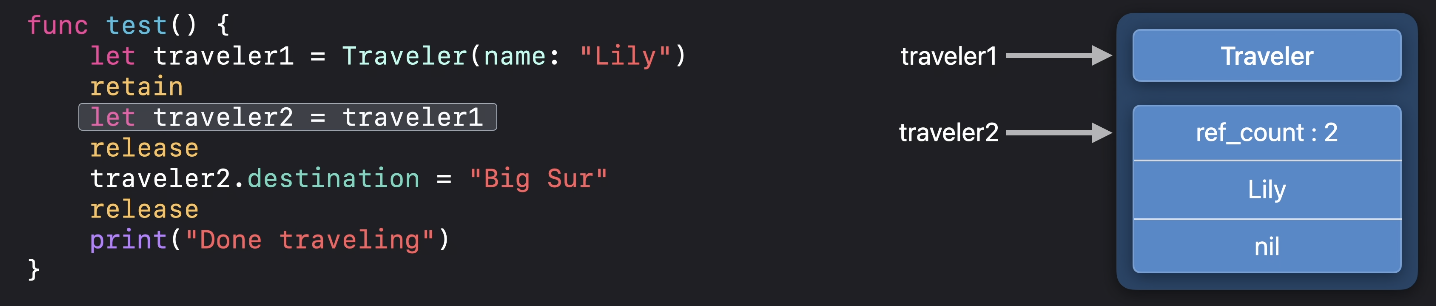 func test() {
    let traveler1 = Traveler(name: "Lily")
    retain
    let traveler2 = traveler1
    release
    traveler2.destination = "Big Sur"
    release
    print("Done traveling")
}
traveler1
Traveler
traveler2
ref_count : 2
Lily
nil